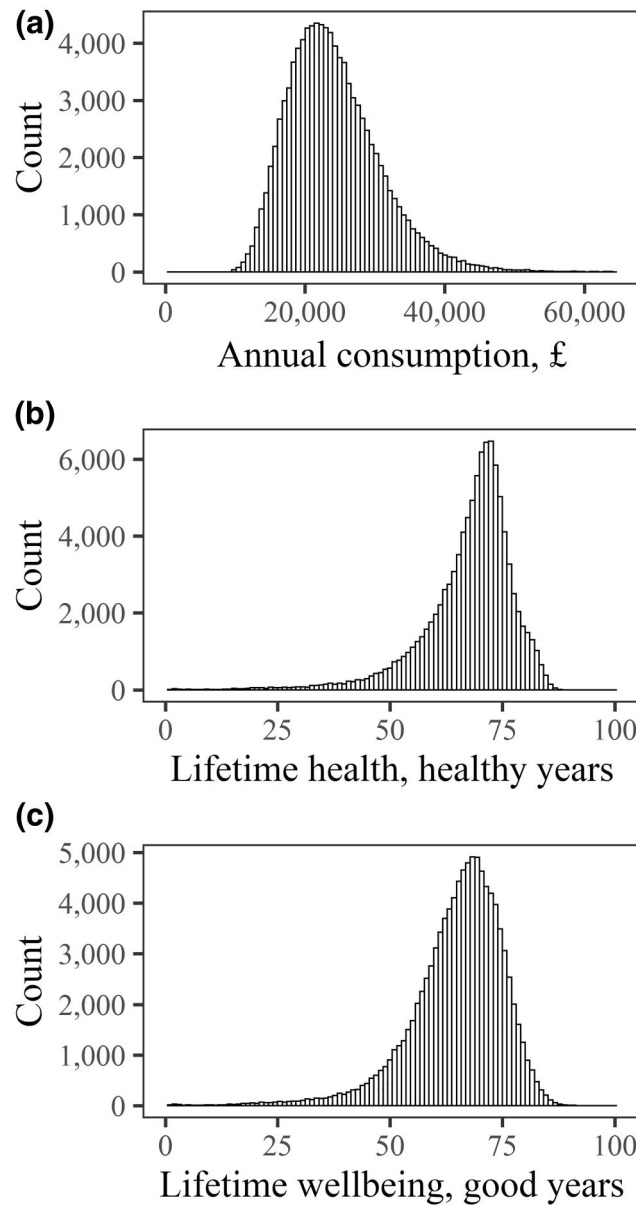 (a)
4,000
3,000
2,000
1,000
0
Count
0 20,000 40,000 60,000
Annual consumption, £
(b)
6,000
4,000
2,000
0
Count
0 25 50 75 100
Lifetime health, healthy years
(c)
5,000
4,000
3,000
2,000
1,000
0
Count
0 25 50 75 100
Lifetime wellbeing, good years